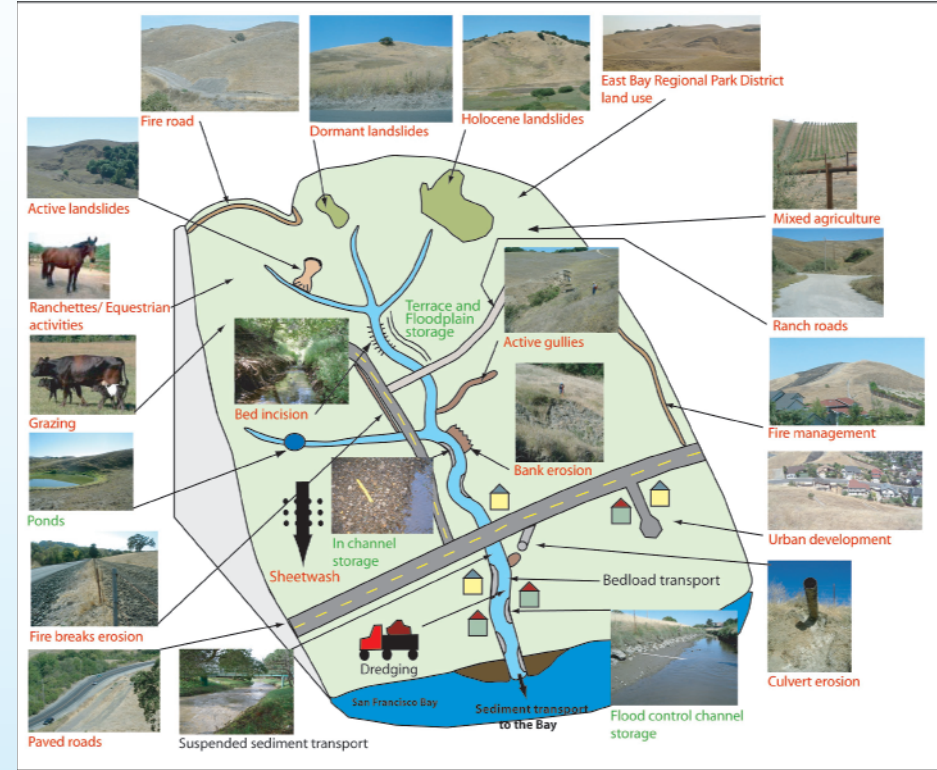 Fire road
Dormant landslides
Holocene landslides
East Bay Regional Park District
land use
Active landslides
Mixed agriculture
Ranchettes/ Equestrian
activities
Terrace and
Floodplain
storage
Active gullies
Ranch roads
Grazing
Bed incision
Bank erosion
Fire management
Ponds
In channel
storage
Sheetwash
Urban development
Fire breaks erosion
Bedload transport
Dredging
Culvert erosion
San Francisco Bay
Sediment transport
to the Bay
Flood control channel
storage
Paved roads
Suspended sediment transport